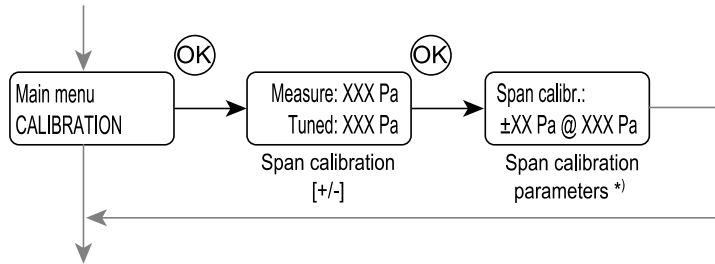 OK
OK
Main menu
CALIBRATION
Measure: XXX Pa
Tuned: XXX Pa
Span calibr.:
±XX Pa @ XXX Pa
Span calibration
[+/-]
Span calibration
parameters *)